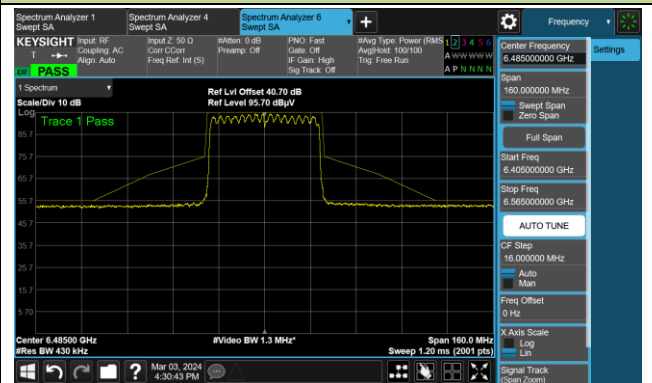 Spectrum Analyzer 1
Swept SA
Spectrum Analyzer 4
Swept SA
Spectrum Analyzer 6
Swept SA
Frequency
KEYSIGHT
Input: RF
Coupling: AC
Align: Auto
Input Z: 50 Ω
Corr CCorr
Freq Ref: Int (S)
#Atten: 0 dB
Preamp: Off
PNO: Fast
Gate: Off
IF Gain: High
Sig Track: Off
#Avg Type: Power (RMS
Avg|Hold: 100/100
Trig: Free Run
1 2 3 4 5 6
A W W W W W
A P N N N N
PASS
1 Spectrum
Scale/Div 10 dB
Ref Lvl Offset 40.70 dB
Ref Level 95.70 dBµV
Log
Trace 1 Pass
85.7
75.7
65.7
55.7
45.7
35.7
25.7
15.7
5.70
Center 6.48500 GHz
#Res BW 430 kHz
#Video BW 1.3 MHz*
Span 160.0 MHz
Sweep 1.20 ms (2001 pts)
Mar 03, 2024
4:30:43 PM
Center Frequency
6.485000000 GHz
Settings
Span
160.000000 MHz
Swept Span
Zero Span
Full Span
Start Freq
6.405000000 GHz
Stop Freq
6.565000000 GHz
AUTO TUNE
CF Step
16.000000 MHz
Auto
Man
Freq Offset
0 Hz
X Axis Scale
Log
Lin
Signal Track
(Span Zoom)